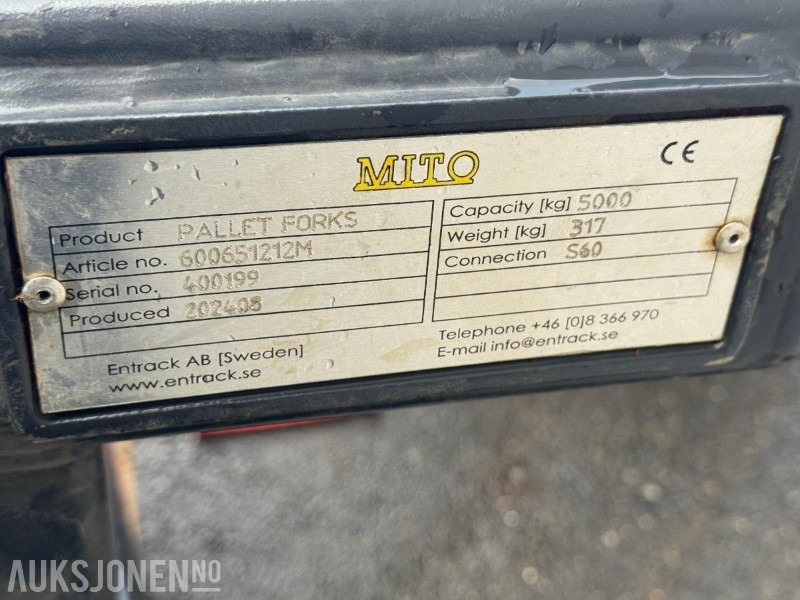 MITO
CE
Product PALLET FORKS
Article no. 600651212M
Serial no. 400199
Produced 202408
Capacity [kg] 5000
Weight [kg] 317
Connection S60
Entrack AB [Sweden]
www.entrack.se
Telephone +46 [0]8 366 970
E-mail info@entrack.se
AUKSJONEN.NO